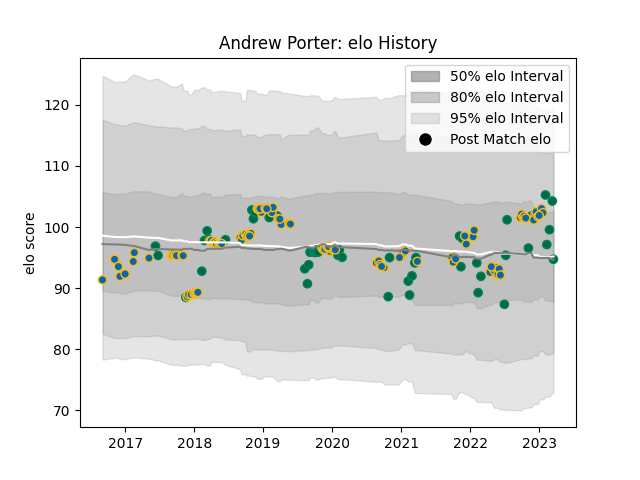 Andrew Porter: elo History
50% elo Interval
80% elo Interval
95% elo Interval
Post Match elo
elo score
120
110
100
90
80
70
2017 2018 2019 2020 2021 2022 2023